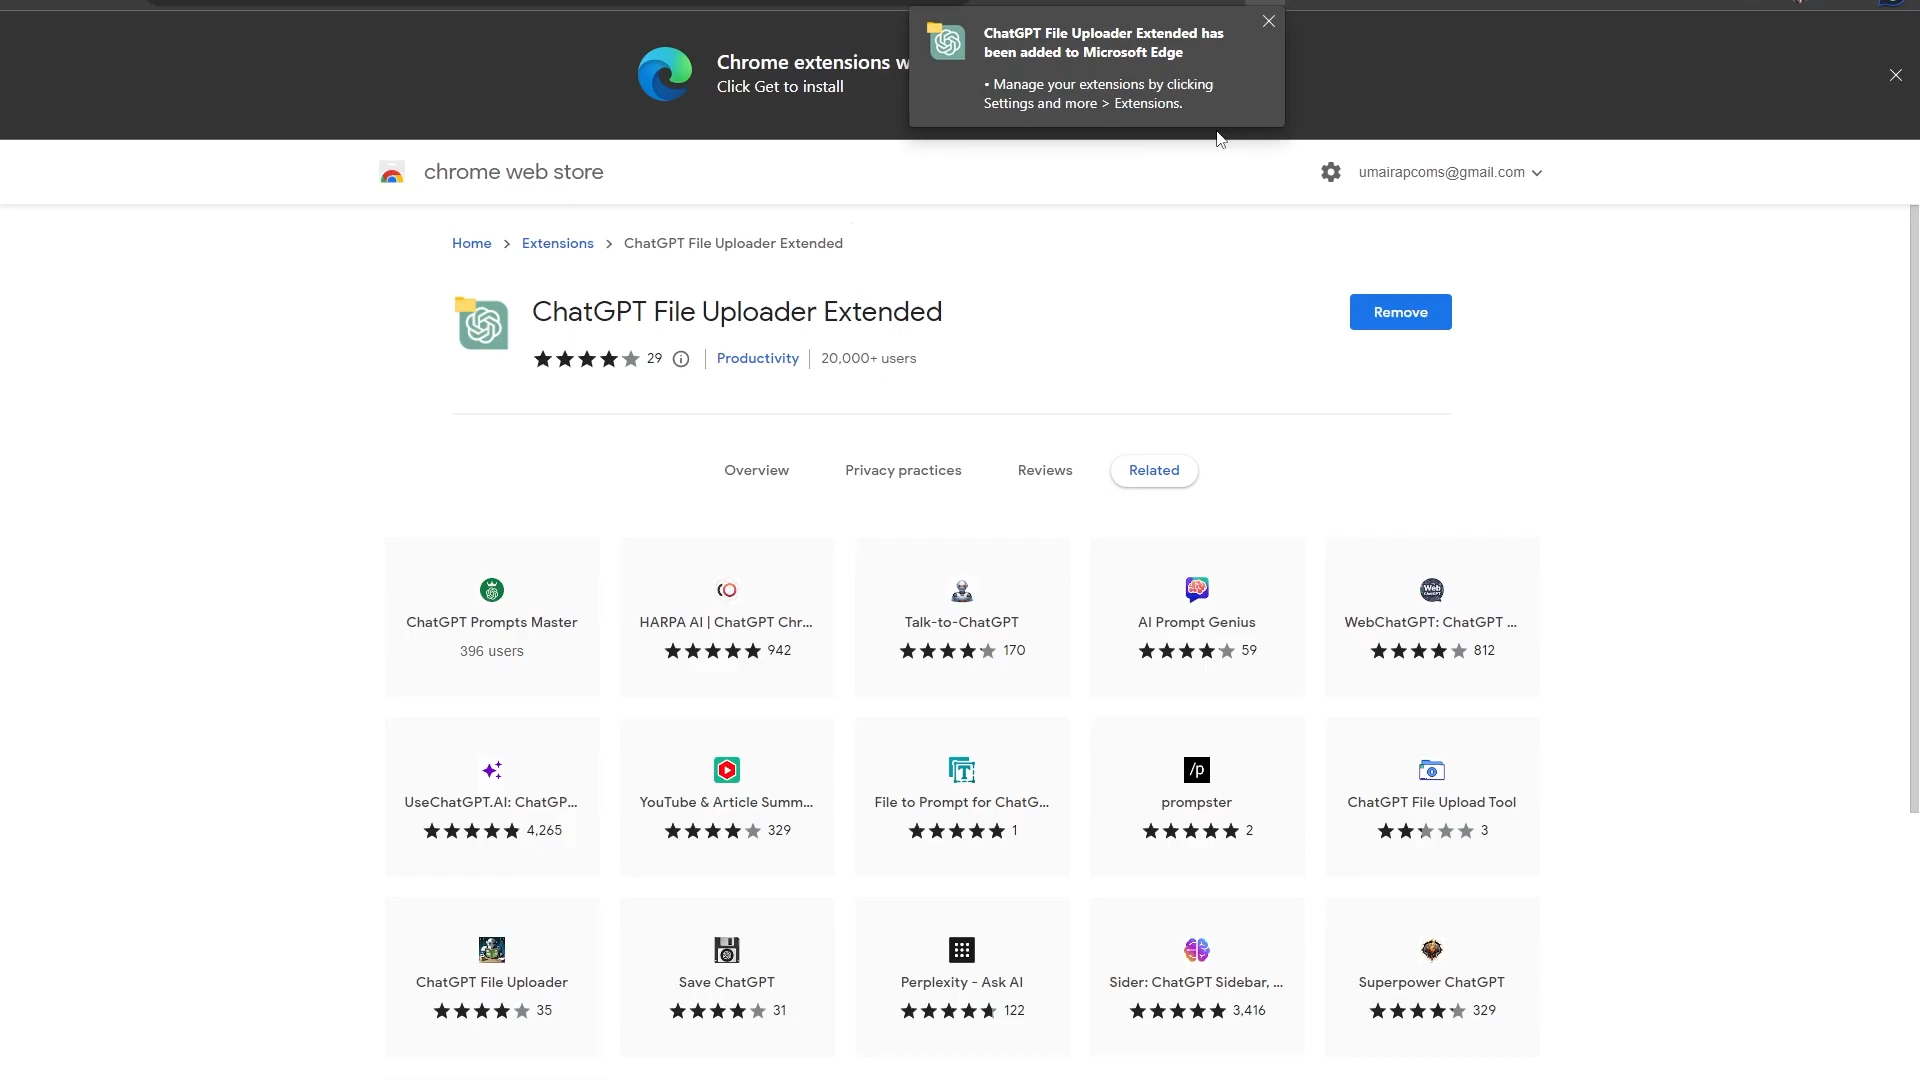 Chrome extensions w
Click Get to install
ChatGPT File Uploader Extended has
been added to Microsoft Edge
• Manage your extensions by clicking
Settings and more > Extensions.
chrome web store
umairapcoms@gmail.com
Home > Extensions > ChatGPT File Uploader Extended
ChatGPT File Uploader Extended
Remove
29 Productivity 20,000+ users
Overview Privacy practices Reviews Related
ChatGPT Prompts Master
396 users
HARPA AI | ChatGPT Chr...
942
Talk-to-ChatGPT
170
AI Prompt Genius
59
Web
ChatGPT
WebChatGPT: ChatGPT ...
812
UseChatGPT.AI: ChatGP...
4,265
YouTube & Article Summ...
329
T
File to Prompt for ChatG...
1
/p
prompster
2
ChatGPT File Upload Tool
3
ChatGPT File Uploader
35
Save ChatGPT
31
Perplexity - Ask AI
122
Sider: ChatGPT Sidebar, ...
3,416
Superpower ChatGPT
329